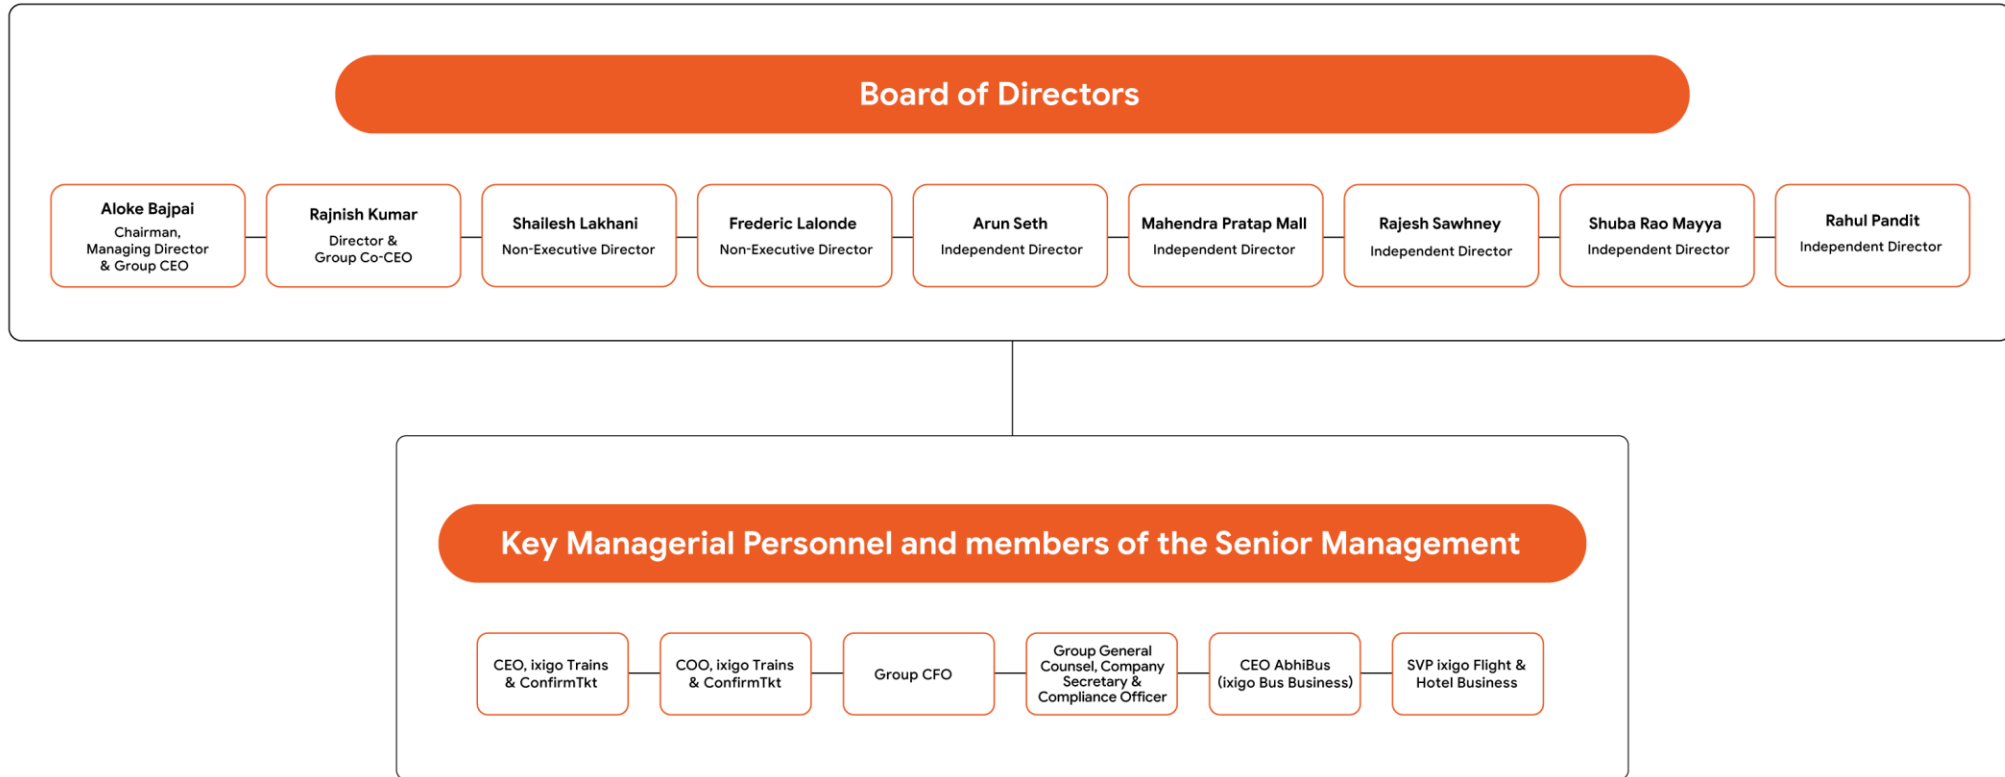 Board of Directors
Aloke Bajpai
Chairman,
Managing Director
& Group CEO
Rajnish Kumar
Director &
Group Co-CEO
Shailesh Lakhani
Non-Executive Director
Frederic Lalonde
Non-Executive Director
Arun Seth
Independent Director
Mahendra Pratap Mall
Independent Director
Rajesh Sawhney
Independent Director
Shuba Rao Mayya
Independent Director
Rahul Pandit
Independent Director
Key Managerial Personnel and members of the Senior Management
CEO, ixigo Trains
& ConfirmTkt
COO, ixigo Trains
& ConfirmTkt
Group CFO
Group General
Counsel, Company
Secretary &
Compliance Officer
CEO AbhiBus
(ixigo Bus Business)
SVP ixigo Flight &
Hotel Business